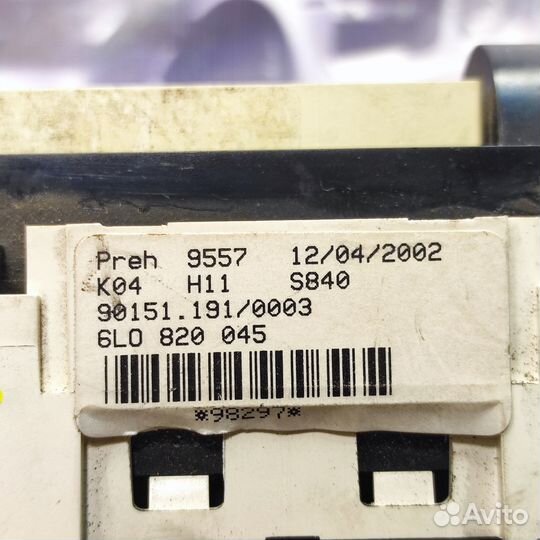 Preh 9557 12/04/2002
K04 H11 S840
90151.191/0003
6L0 820 045
*98297*
Avito